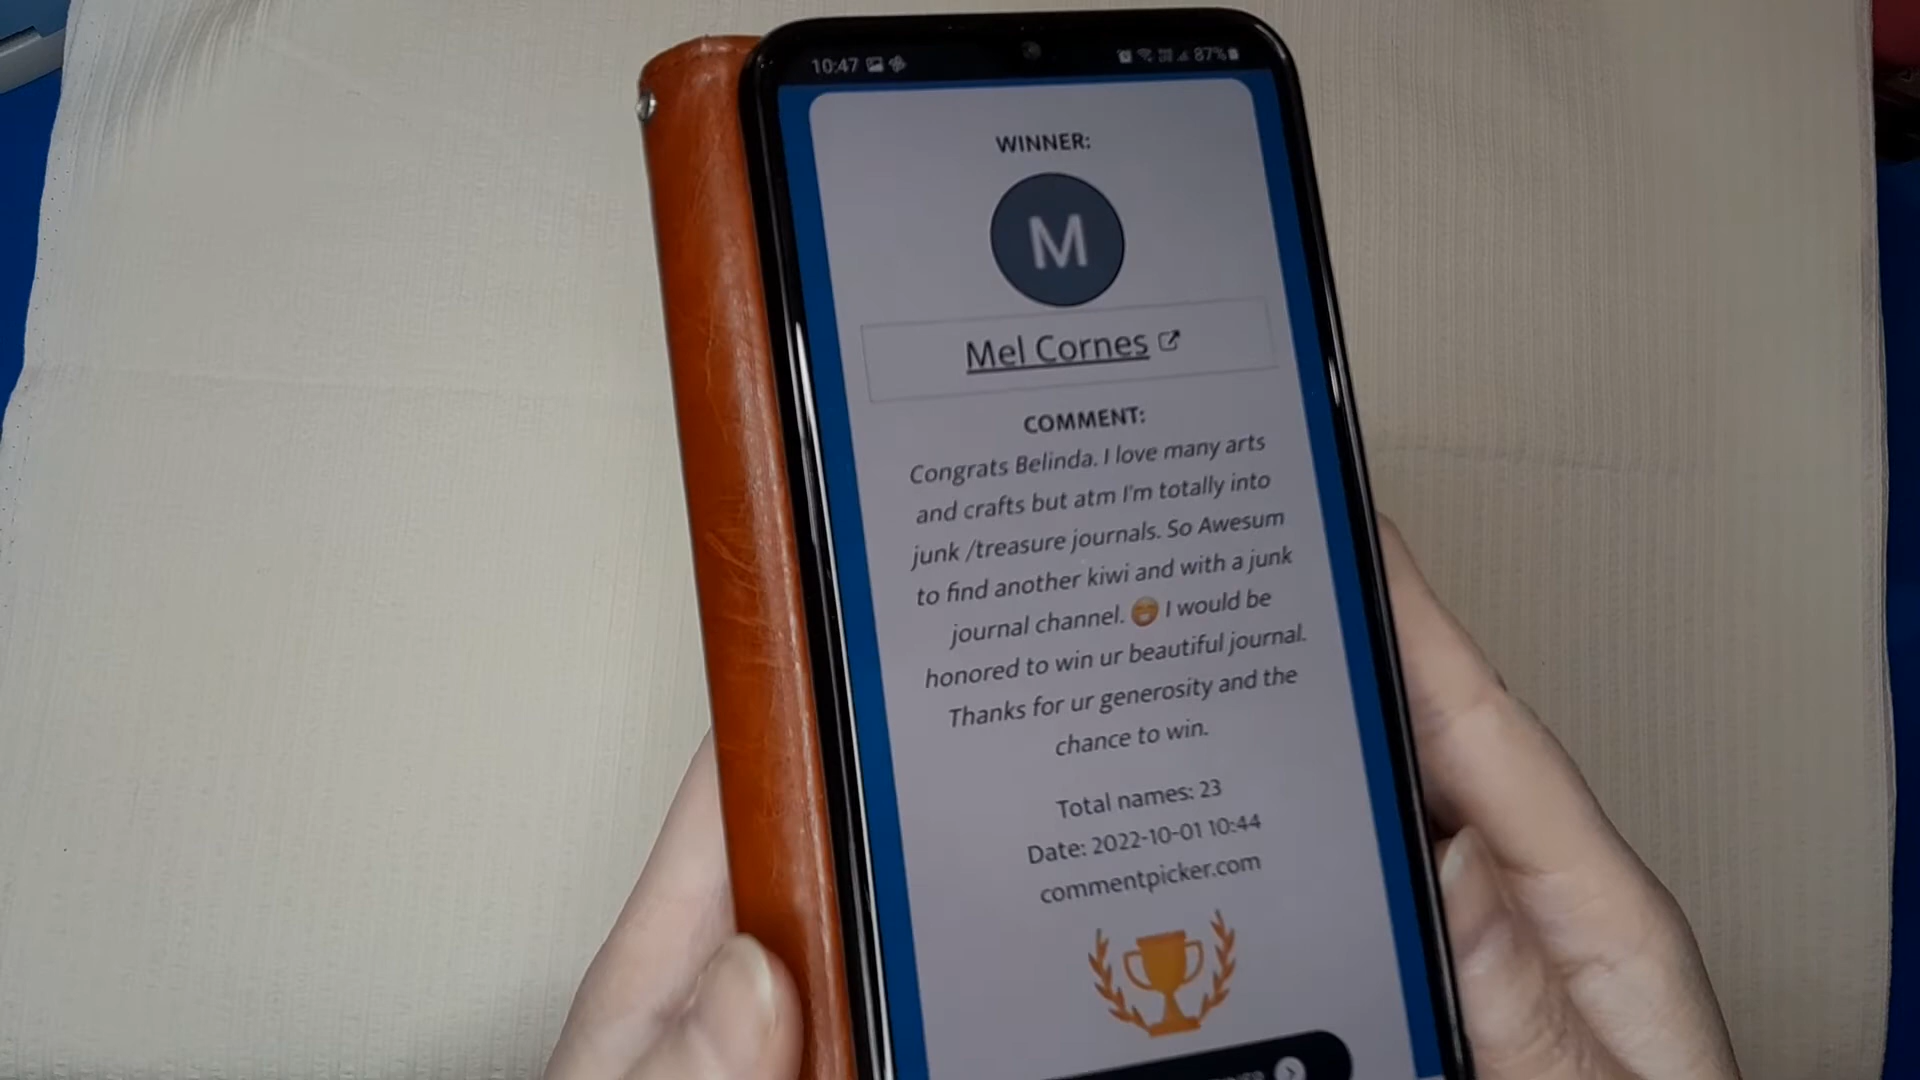 10:47 87%
WINNER:
M
Mel Cornes
COMMENT:
Congrats Belinda. I love many arts
and crafts but atm I'm totally into
junk /treasure journals. So Awesum
to find another kiwi and with a junk
journal channel. 😁 I would be
honored to win ur beautiful journal.
Thanks for ur generosity and the
chance to win.
Total names: 23
Date: 2022-10-01 10:44
commentpicker.com